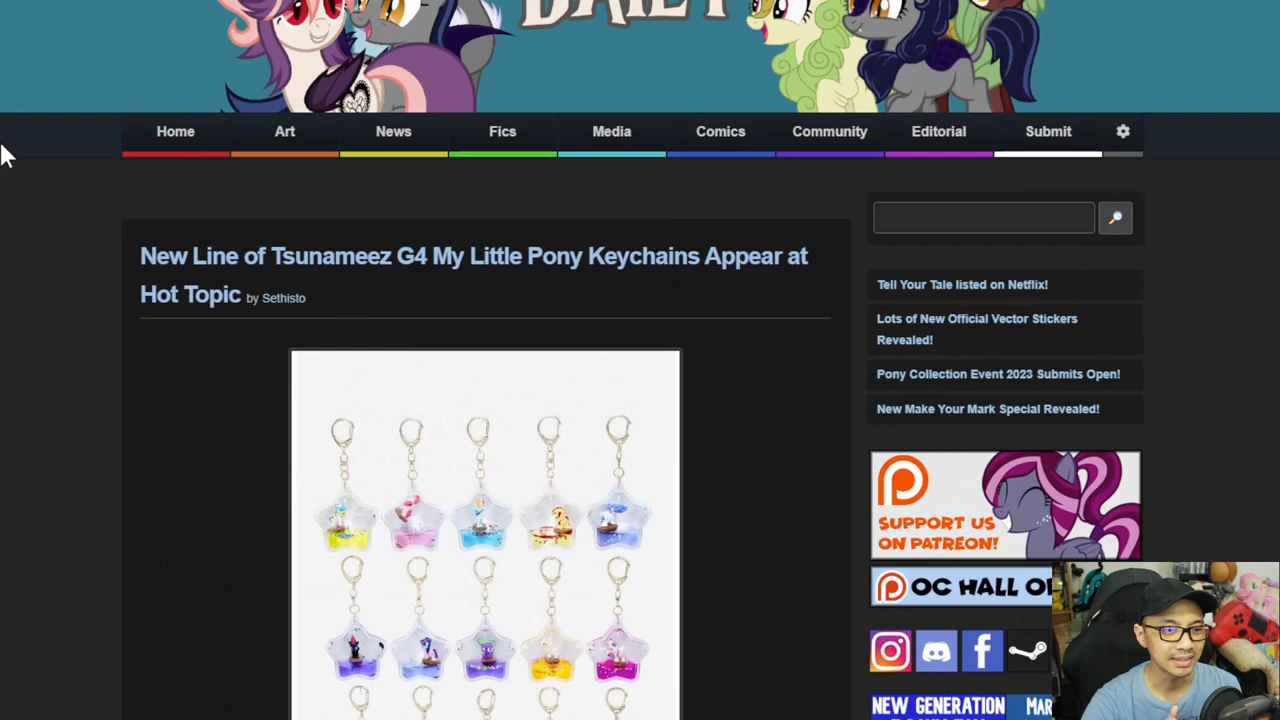 DAILY
Home Art News Fics Media Comics Community Editorial Submit
New Line of Tsunameez G4 My Little Pony Keychains Appear at
Hot Topic by Sethisto
Tell Your Tale listed on Netflix!
Lots of New Official Vector Stickers
Revealed!
Pony Collection Event 2023 Submits Open!
New Make Your Mark Special Revealed!
SUPPORT US
ON PATREON!
OC HALL
NEW GENERATION